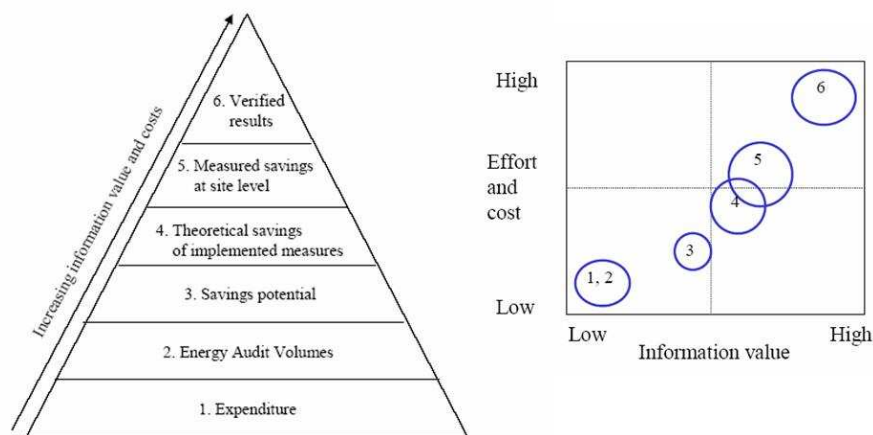 Increasing information value and costs
6. Verified
results
5. Measured savings
at site level
4. Theoretical savings
of implemented measures
3. Savings potential
2. Energy Audit Volumes
1. Expenditure
High
Effort
and
cost
Low
6
5
4
3
1, 2
Low
High
Information value